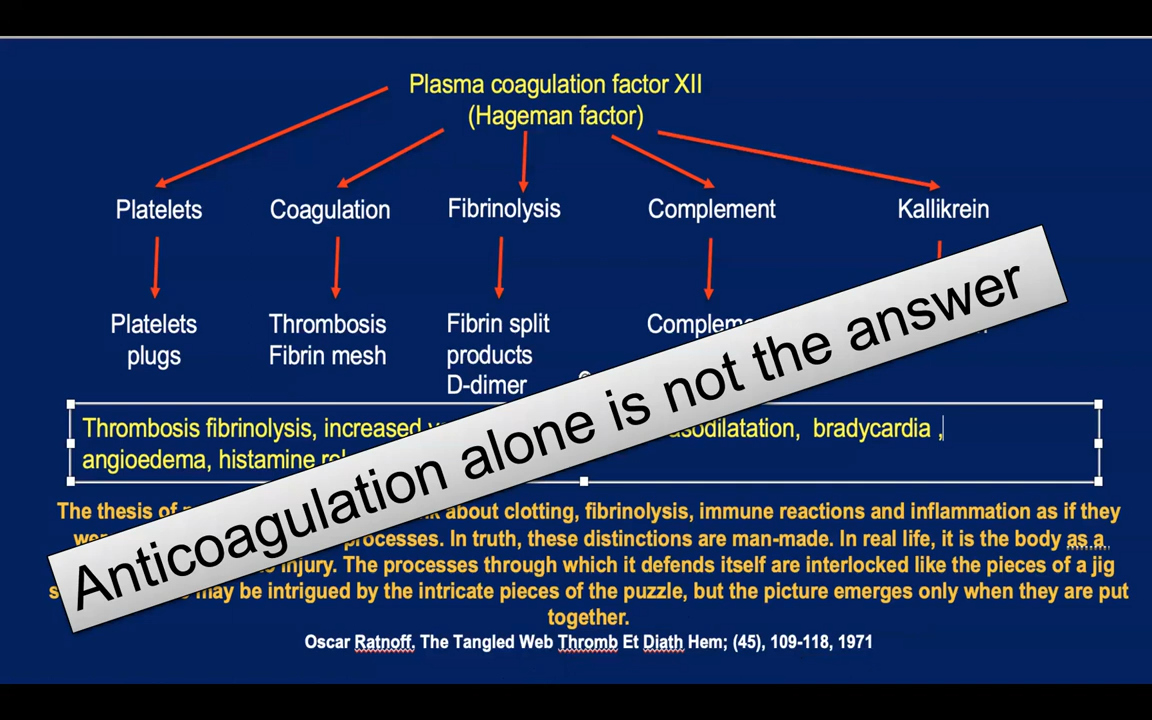 Plasma coagulation factor XII
(Hageman factor)
Platelets Coagulation Fibrinolysis Complement Kallikrein
Platelets plugs
Thrombosis Fibrin mesh
Fibrin split products D-dimer
Anticoagulation alone is not the answer
Thrombosis fibrinolysis, increased bradycardia ,
angioedema, histamine
The thesis of about clotting, fibrinolysis, immune reactions and inflammation as if they
processes. In truth, these distinctions are man-made. In real life, it is the body as a
injury. The processes through which it defends itself are interlocked like the pieces of a jig
may be intrigued by the intricate pieces of the puzzle, but the picture emerges only when they are put
together.
Oscar Ratnoff. The Tangled Web Thromb Et Diath Hem; (45), 109-118, 1971